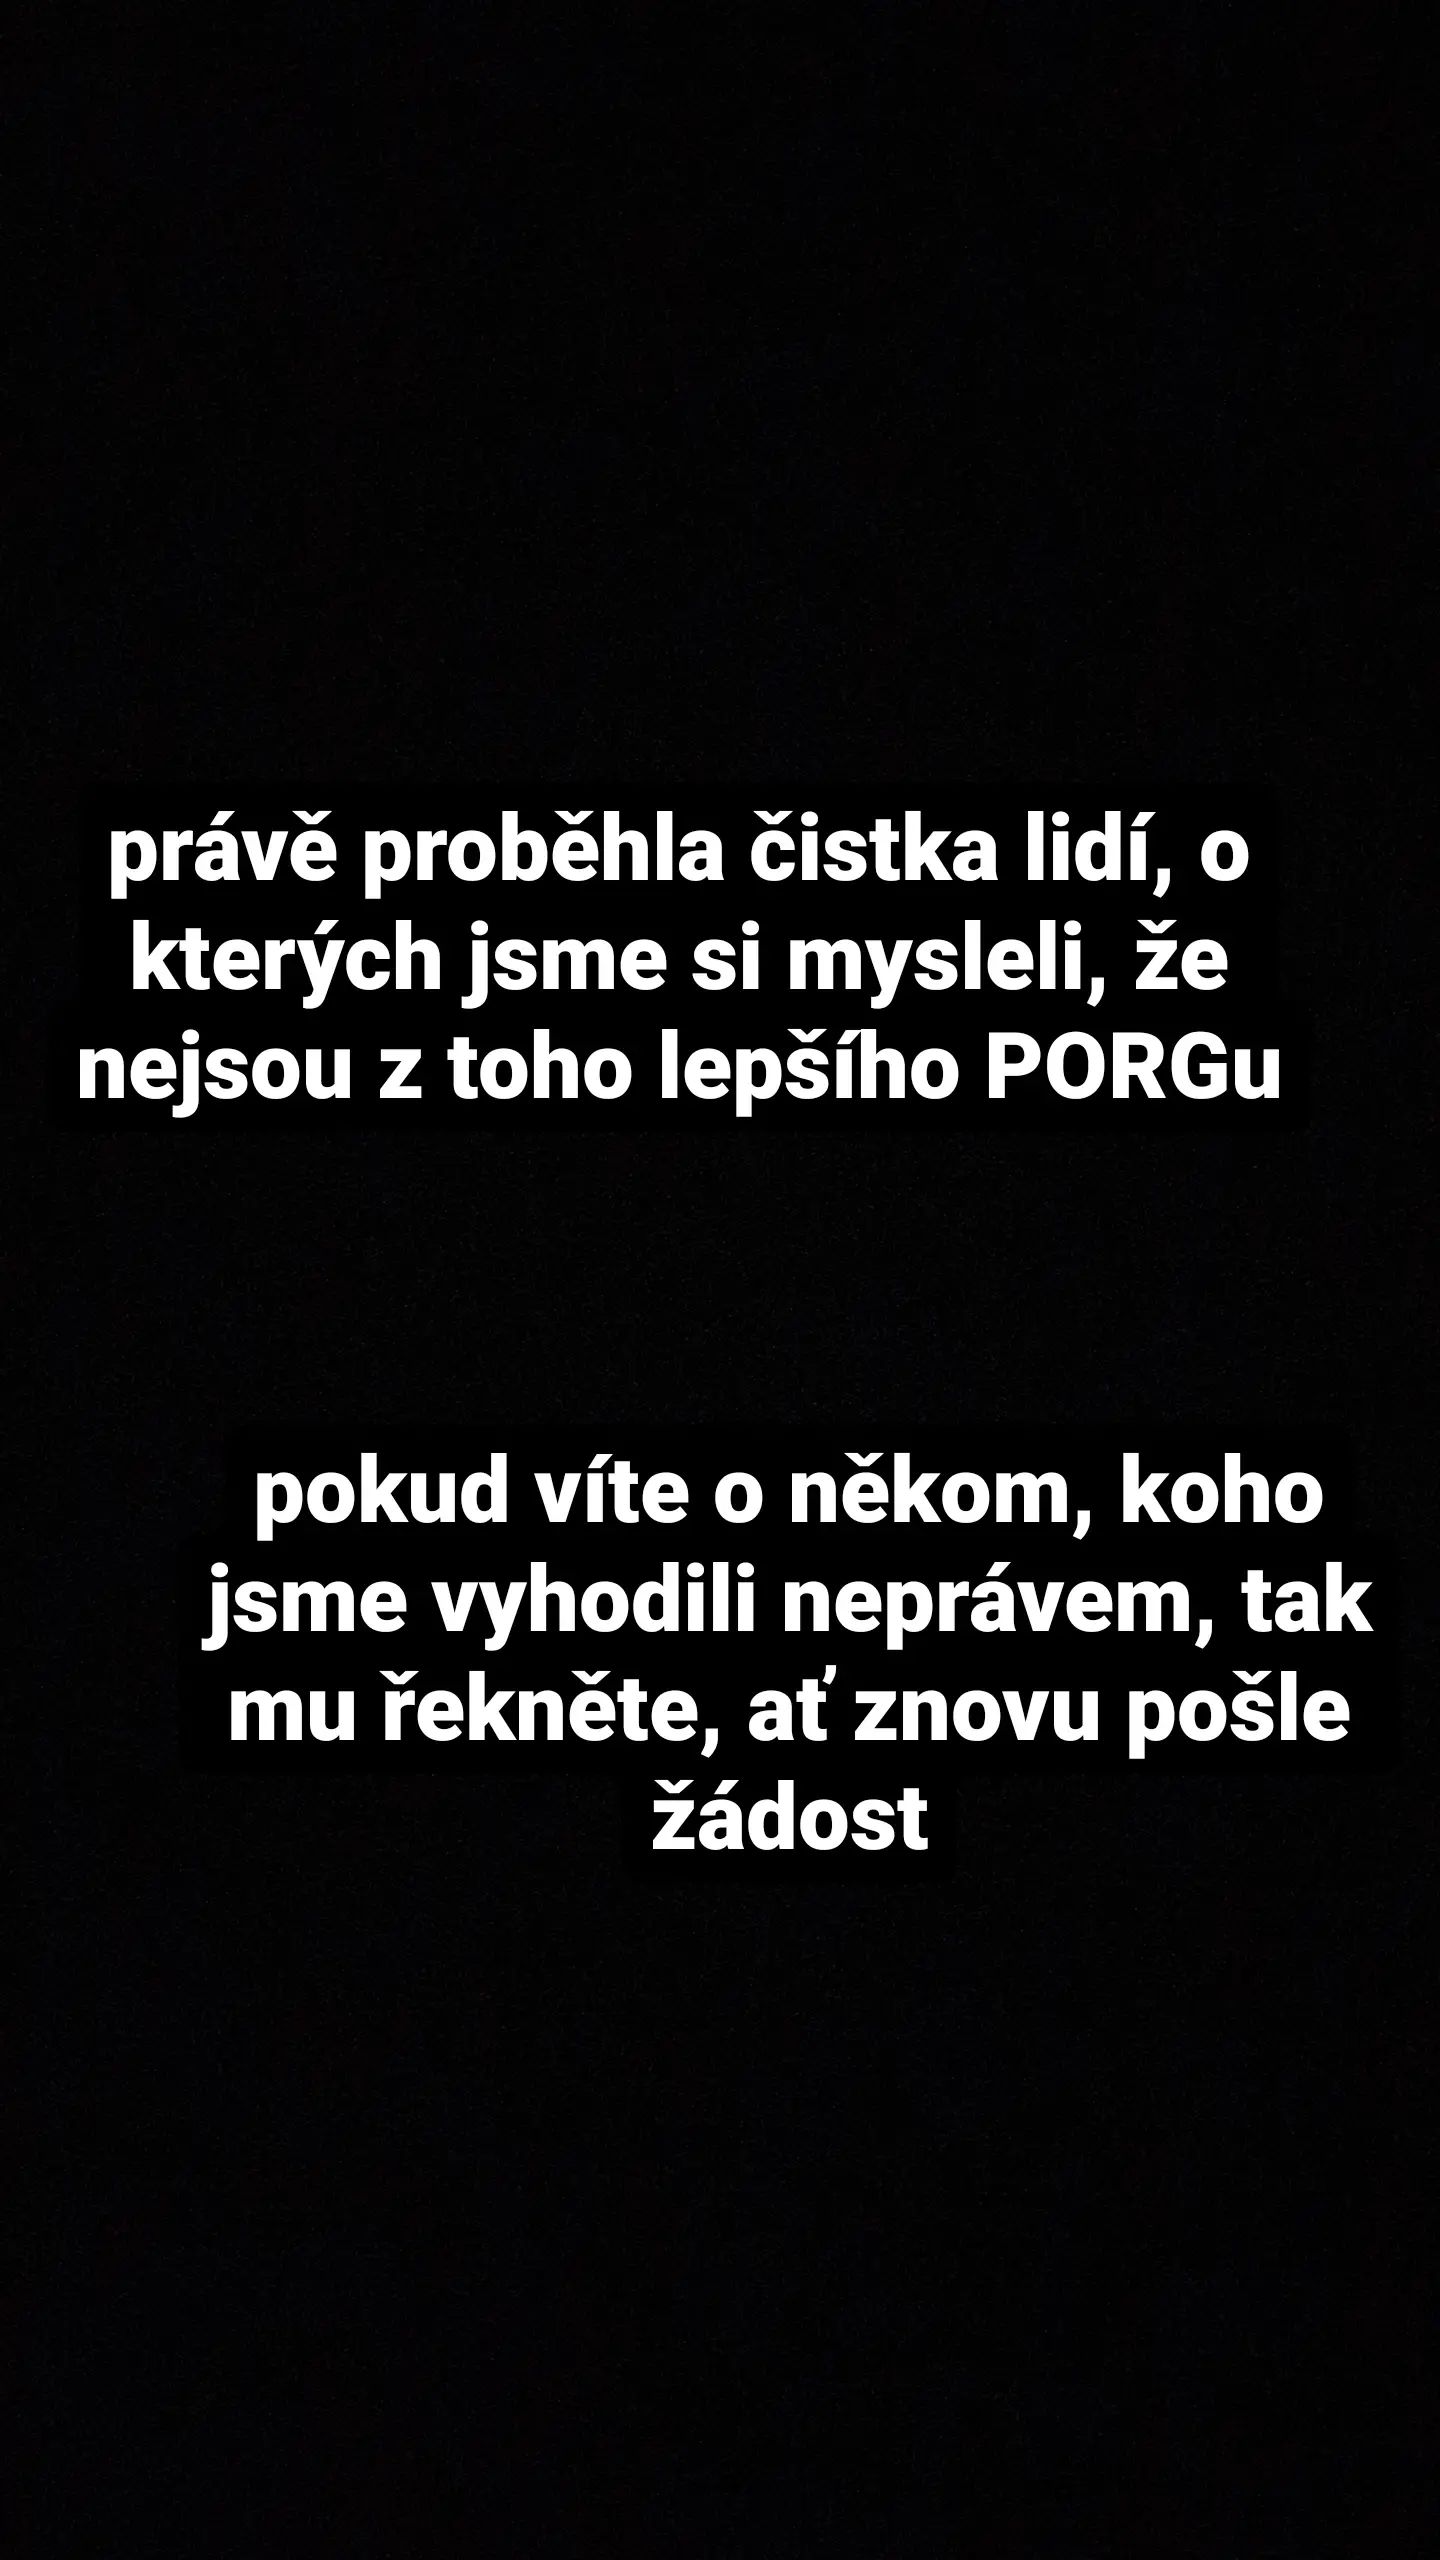 právě proběhla čistka lidí, o
kterých jsme si mysleli, že
nejsou z toho lepšího PORGu
pokud víte o někom, koho
jsme vyhodili neprávem, tak
mu řekněte, ať znovu pošle
žádost